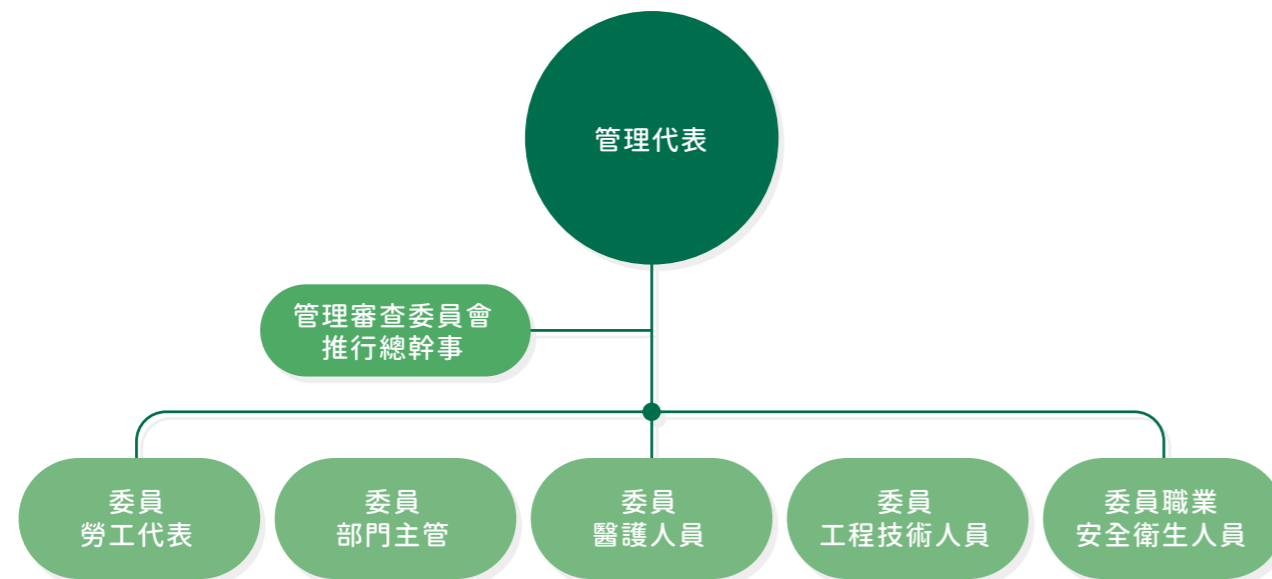 管理代表
管理審查委員會
推行總幹事
委員
勞工代表
委員
部門主管
委員
醫護人員
委員
工程技術人員
委員職業
安全衛生人員